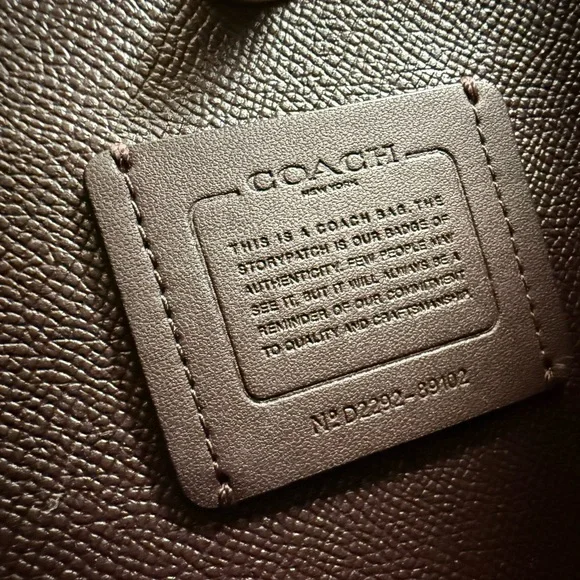 COACH
NEW YORK
THIS IS A COACH BAG. THE
STORYPATCH IS OUR BADGE OF
AUTHENTICITY. FEW PEOPLE MAY
SEE IT, BUT IT WILL ALWAYS BE A
REMINDER OF OUR COMMITMENT
TO QUALITY AND CRAFTSMANSHIP.
Nº D2292-89102